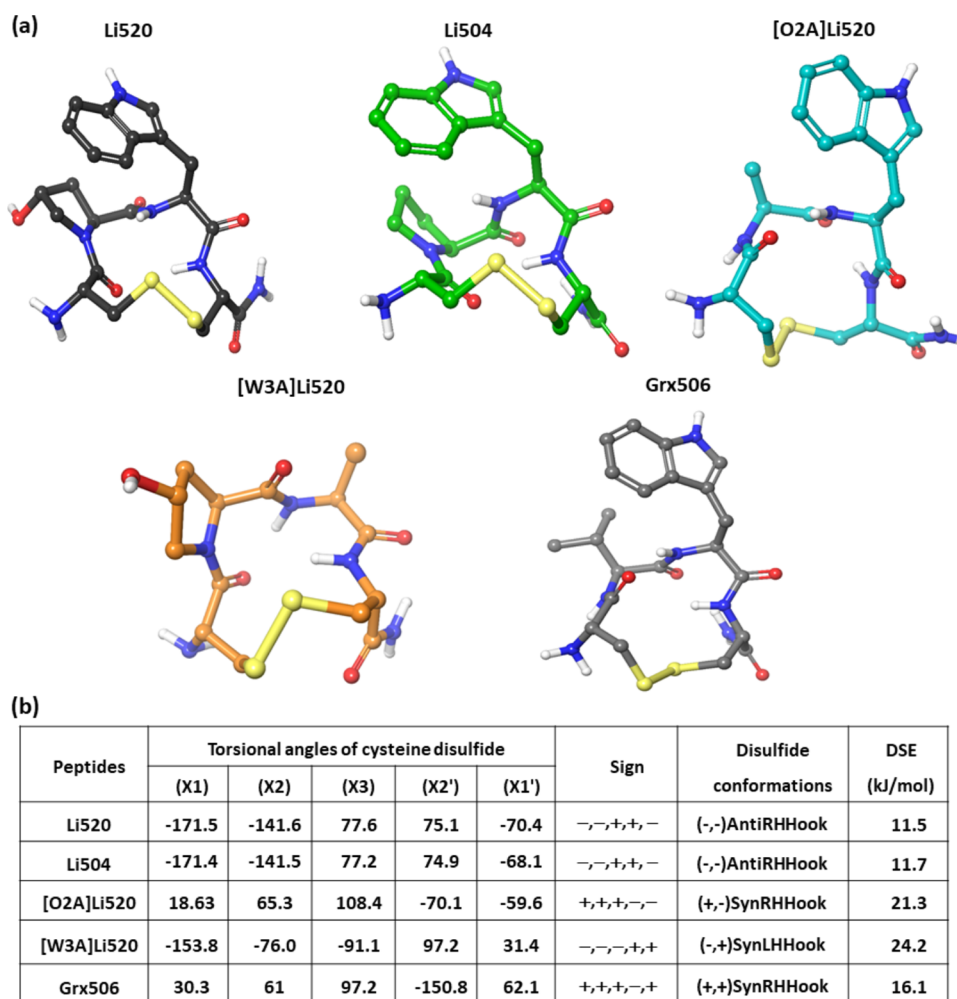 (a)
Li520
Li504
[O2A]Li520
[W3A]Li520
Grx506
(b)
Peptides Torsional angles of cysteine disulfide Sign Disulfide conformations DSE (kJ/mol)
(X1) (X2) (X3) (X2') (X1')
Li520 -171.5 -141.6 77.6 75.1 -70.4 −,−,+,+,− (-,-)AntiRHHook 11.5
Li504 -171.4 -141.5 77.2 74.9 -68.1 −,−,+,+,− (-,-)AntiRHHook 11.7
[O2A]Li520 18.63 65.3 108.4 -70.1 -59.6 +,+,+,−,− (+,-)SynRHHook 21.3
[W3A]Li520 -153.8 -76.0 -91.1 97.2 31.4 −,−,−,+,+ (-,+)SynLHHook 24.2
Grx506 30.3 61 97.2 -150.8 62.1 +,+,+,−,+ (+,+)SynRHHook 16.1